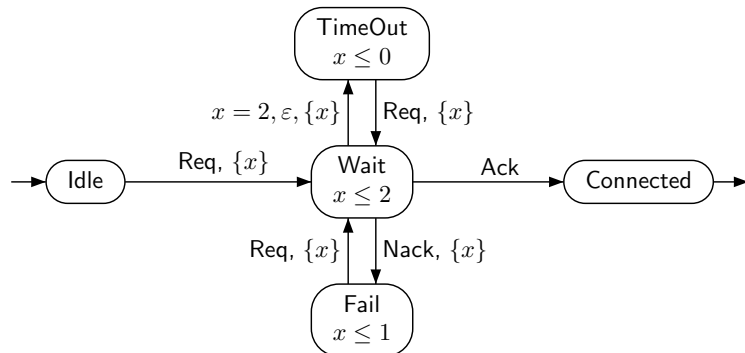 TimeOut
x ≤ 0
x = 2, ε, {x}
Req, {x}
Idle
Req, {x}
Wait
x ≤ 2
Ack
Connected
Req, {x}
Nack, {x}
Fail
x ≤ 1